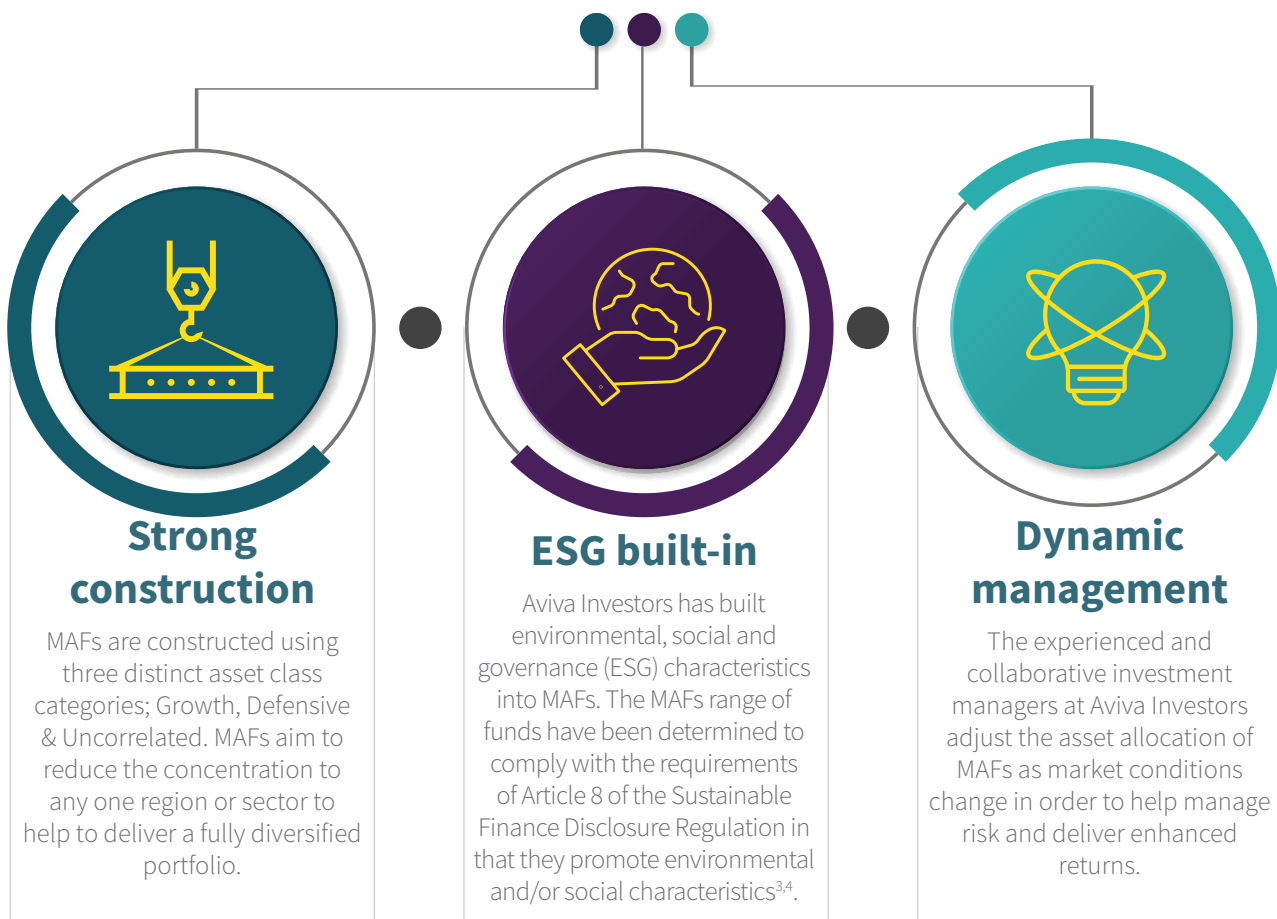 Strong
construction
MAFs are constructed using
three distinct asset class
categories; Growth, Defensive
& Uncorrelated. MAFs aim to
reduce the concentration to
any one region or sector to
help to deliver a fully diversified
portfolio.
ESG built-in
Aviva Investors has built
environmental, social and
governance (ESG) characteristics
into MAFs. The MAFs range of
funds have been determined to
comply with the requirements
of Article 8 of the Sustainable
Finance Disclosure Regulation in
that they promote environmental
and/or social characteristics³,⁴.
Dynamic
management
The experienced and
collaborative investment
managers at Aviva Investors
adjust the asset allocation of
MAFs as market conditions
change in order to help manage
risk and deliver enhanced
returns.